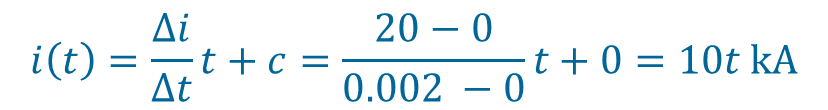 i(t) = Δi/Δt t + c = 20 − 0/0.002 − 0 t + 0 = 10t kA